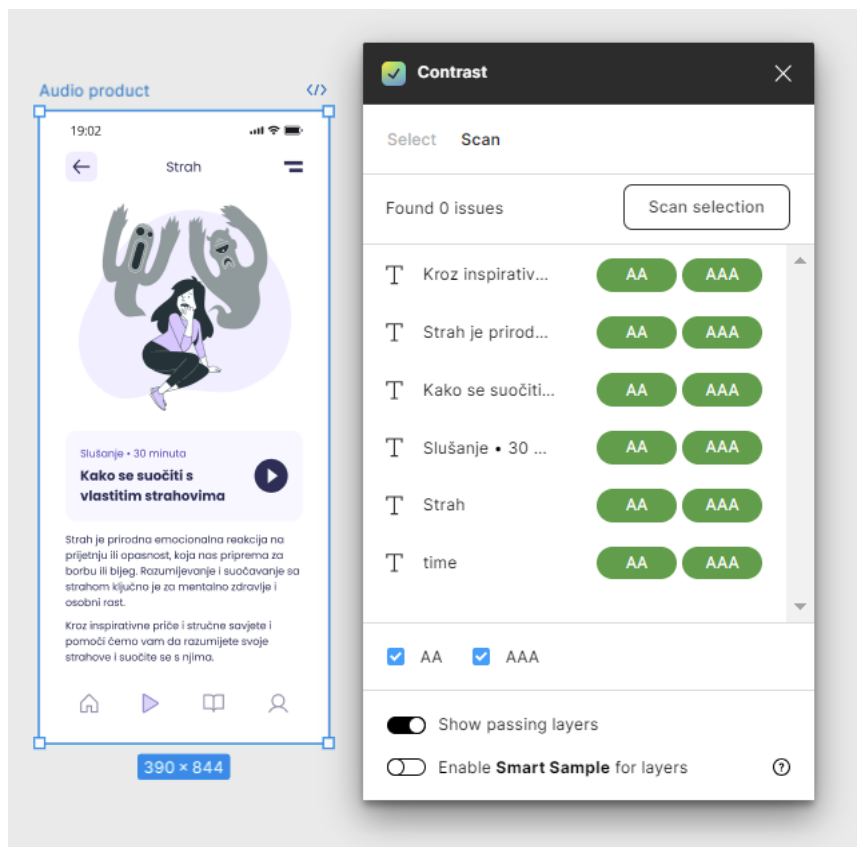 Audio product
</>
19:02
Strah
Slušanje • 30 minuta
Kako se suočiti s
vlastitim strahovima
Strah je prirodna emocionalna reakcija na
prijetnju ili opasnost, koja nas priprema za
borbu ili bijeg. Razumijevanje i suočavanje sa
strahom ključno je za mentalno zdravlje i
osobni rast.
Kroz inspirativne priče i stručne savjete i
pomoći ćemo vam da razumijete svoje
strahove i suočite se s njima.
390 × 844
Contrast
Select Scan
Found 0 issues Scan selection
Kroz inspirativ... AA AAA
Strah je prirod... AA AAA
Kako se suočiti... AA AAA
Slušanje • 30 ... AA AAA
Strah AA AAA
time AA AAA
AA AAA
Show passing layers
Enable Smart Sample for layers ?